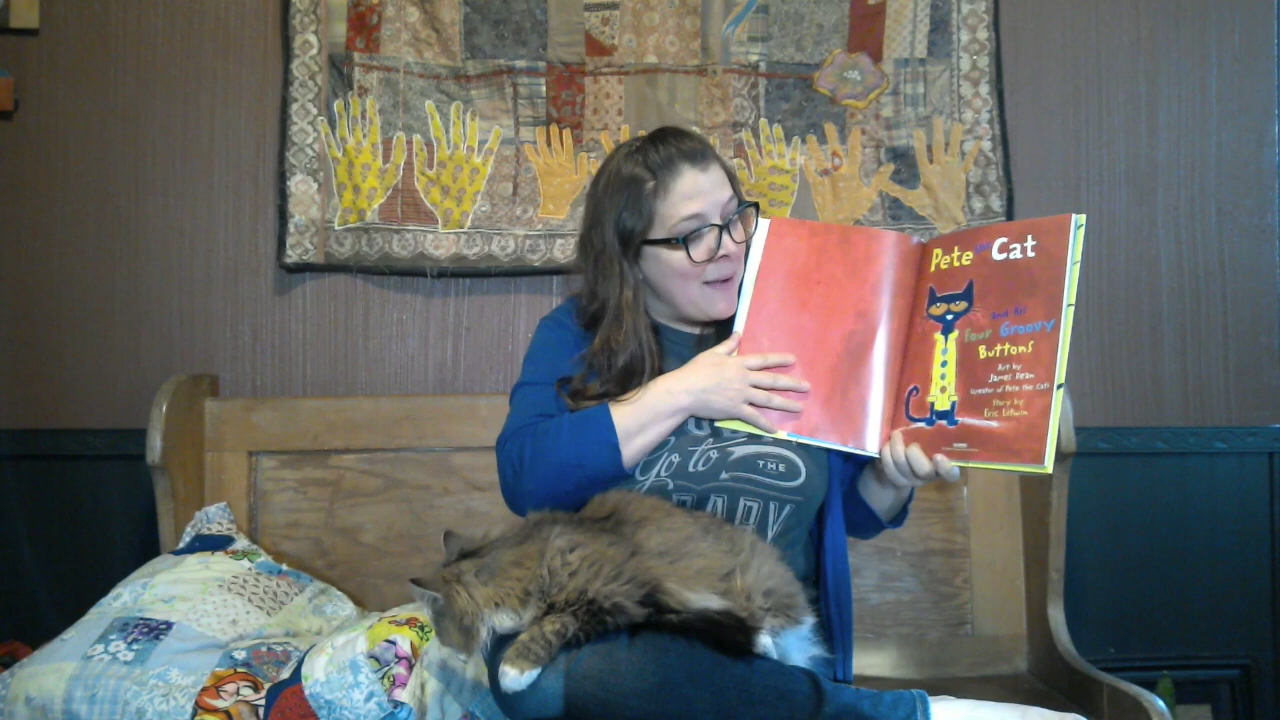 Pete the Cat
and His
Four Groovy
Buttons
Art by
James Dean
(creator of Pete the Cat)
Story by
Eric Litwin
Go to
THE